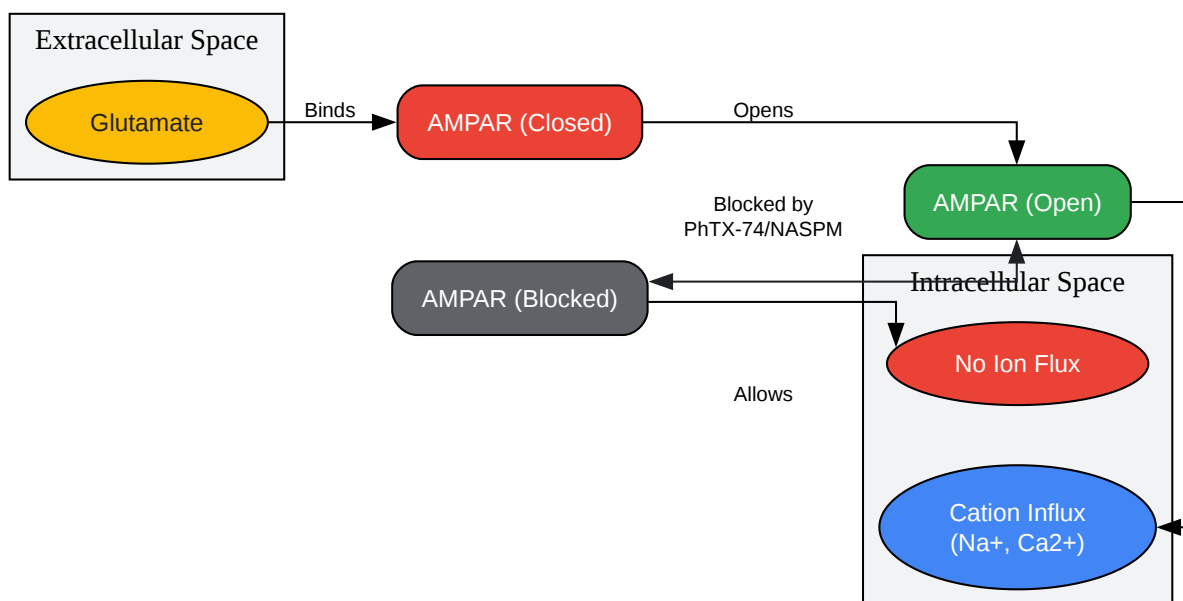 Extracellular Space
Glutamate
Binds
AMPAR (Closed)
Opens
AMPAR (Open)
Blocked by
PhTX-74/NASPM
AMPAR (Blocked)
Intracellular Space
No Ion Flux
Allows
Cation Influx
(Na+, Ca2+)